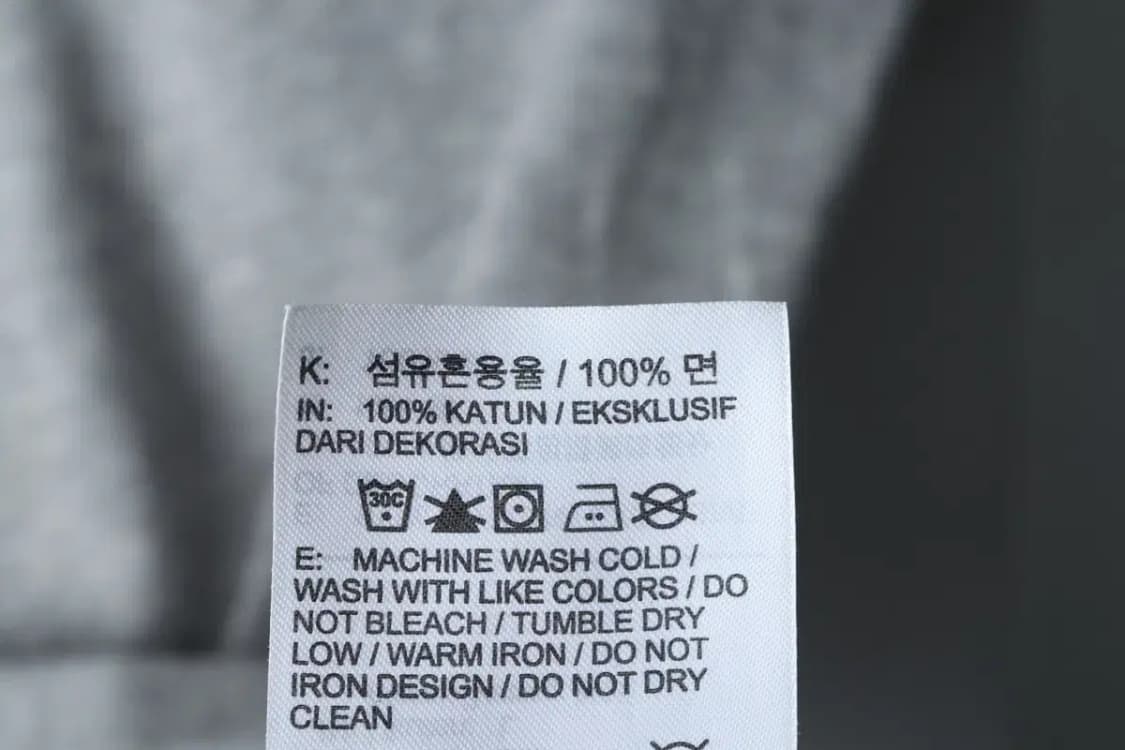 K: 섬유혼용율 / 100% 면
IN: 100% KATUN / EKSKLUSIF
DARI DEKORASI
30C
E: MACHINE WASH COLD /
WASH WITH LIKE COLORS / DO
NOT BLEACH / TUMBLE DRY
LOW / WARM IRON / DO NOT
IRON DESIGN / DO NOT DRY
CLEAN